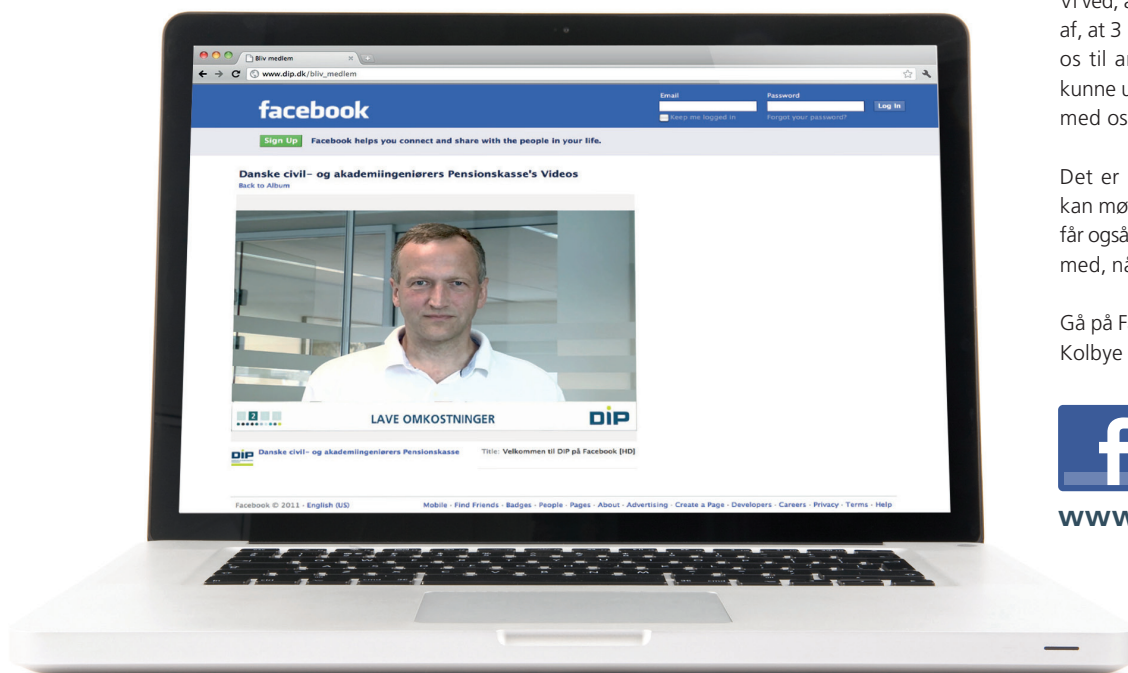 Bliv medlem
www.dip.dk/bliv_medlem
facebook
Email
Password
Log In
Keep me logged in
Forgot your password?
Sign Up
Facebook helps you connect and share with the people in your life.
Danske civil- og akademiingeniørers Pensionskasse's Videos
Back to Album
2
LAVE OMKOSTNINGER
DiP
DiP
Danske civil- og akademiingeniørers Pensionskasse
Title: Velkommen til DIP på Facebook [HD]
Facebook © 2011 · English (US)
Mobile · Find Friends · Badges · People · Pages · About · Advertising · Create a Page · Developers · Careers · Privacy · Terms · Help
Vi ved,
af, at 3
os til
kunne
med os
Det er
kan
får også
med,
Gå på
Kolbye
f
www